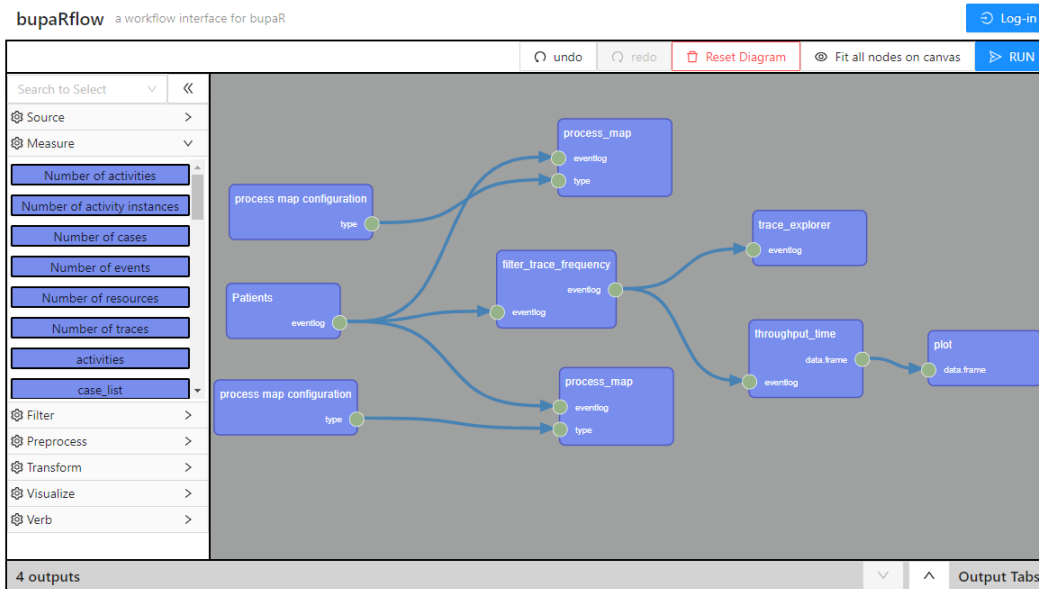 bupaRflow a workflow interface for bupaR
Log-in
undo redo Reset Diagram Fit all nodes on canvas RUN
Search to Select
Source
Measure
Number of activities
Number of activity instances
Number of cases
Number of events
Number of resources
Number of traces
activities
case_list
Filter
Preprocess
Transform
Visualize
Verb
process_map
eventlog
type
process map configuration
type
trace_explorer
eventlog
filter_trace_frequency
eventlog
eventlog
Patients
eventlog
throughput_time
data.frame
eventlog
plot
data.frame
process_map
eventlog
type
process map configuration
type
4 outputs
Output Tabs